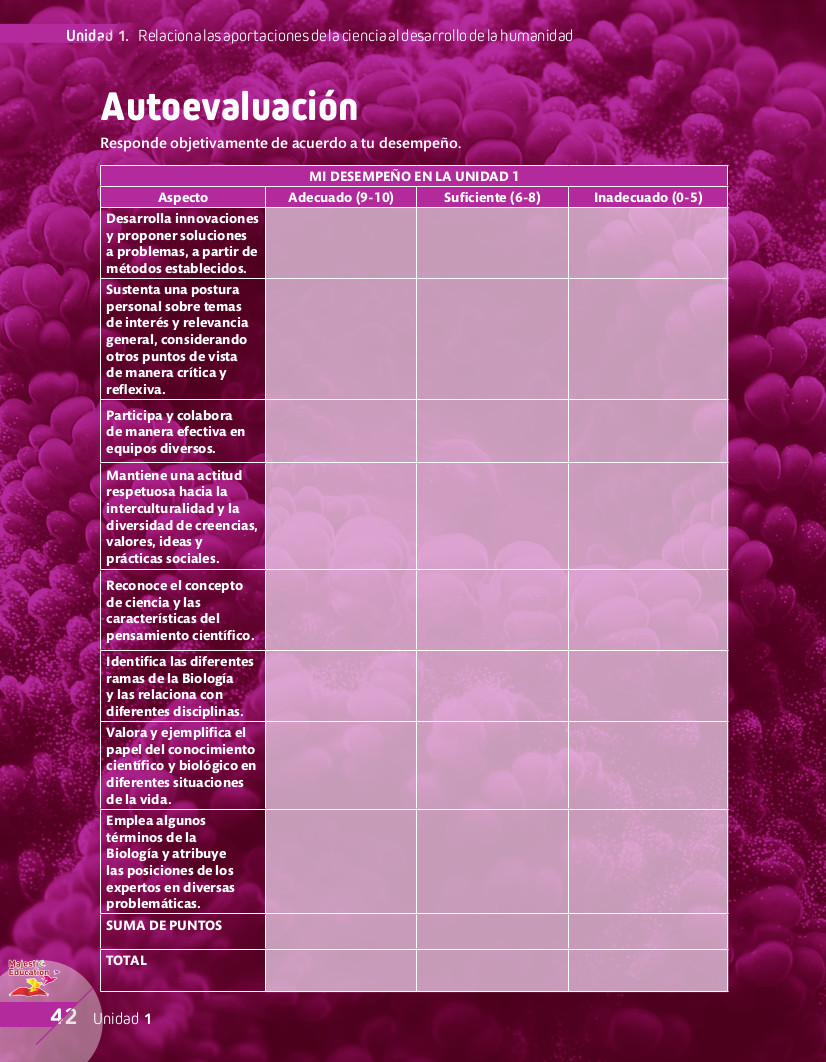 Unidad 1. Relaciona las aportaciones de la ciencia al desarrollo de la humanidad
Autoevaluación
Responde objetivamente de acuerdo a tu desempeño.
MI DESEMPEÑO EN LA UNIDAD 1
Aspecto Adecuado (9-10) Suficiente (6-8) Inadecuado (0-5)
Desarrolla innovaciones
y proponer soluciones
a problemas, a partir de
métodos establecidos.
Sustenta una postura
personal sobre temas
de interés y relevancia
general, considerando
otros puntos de vista
de manera crítica y
reflexiva.
Participa y colabora
de manera efectiva en
equipos diversos.
Mantiene una actitud
respetuosa hacia la
interculturalidad y la
diversidad de creencias,
valores, ideas y
prácticas sociales.
Reconoce el concepto
de ciencia y las
características del
pensamiento científico.
Identifica las diferentes
ramas de la Biología
y las relaciona con
diferentes disciplinas.
Valora y ejemplifica el
papel del conocimiento
científico y biológico en
diferentes situaciones
de la vida.
Emplea algunos
términos de la
Biología y atribuye
las posiciones de los
expertos en diversas
problemáticas.
SUMA DE PUNTOS
TOTAL
Majestic
Education
42 Unidad 1